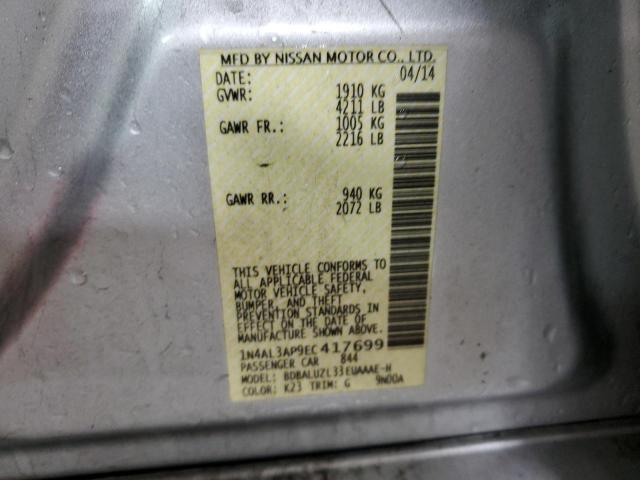 MFD BY NISSAN MOTOR CO., LTD.
DATE: 04/14
GVWR: 1910 KG
4211 LB
GAWR FR.: 1005 KG
2216 LB
GAWR RR.: 940 KG
2072 LB
THIS VEHICLE CONFORMS TO
ALL APPLICABLE FEDERAL
MOTOR VEHICLE SAFETY,
BUMPER, AND THEFT
PREVENTION STANDARDS IN
EFFECT ON THE DATE OF
MANUFACTURE SHOWN ABOVE.
1N4AL3AP9EC417699
PASSENGER CAR 844
MODEL: BDBALUZL33EUAAAE-H
COLOR: K23 TRIM: G 9N00A